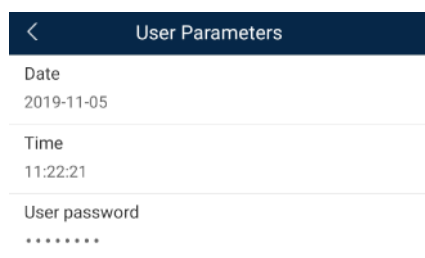 User Parameters
Date
2019-11-05
Time
11:22:21
User password
••••••••